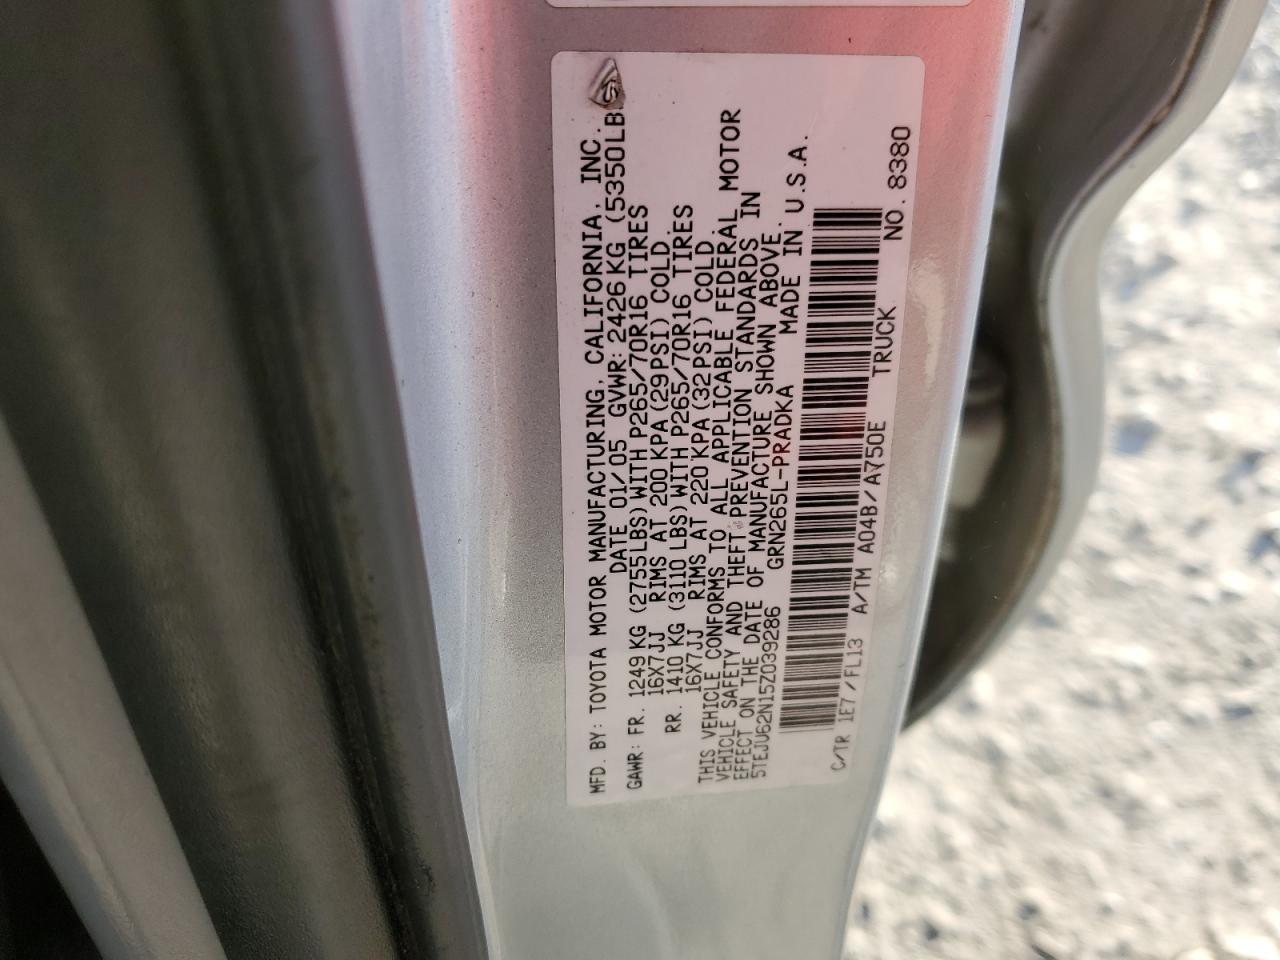 MFD. BY: TOYOTA MOTOR MANUFACTURING, CALIFORNIA, INC.
DATE 01/05 GVWR: 2426 KG (5350LB
GAWR: FR. 1249 KG (2755LBS) WITH P265/70R16 TIRES
16X7JJ RIMS AT 200 KPA (29PSI) COLD.
RR. 1410 KG (3110 LBS) WITH P265/70R16 TIRES
16X7JJ RIMS AT 220 KPA (32 PSI) COLD
THIS VEHICLE CONFORMS TO ALL APPLICABLE FEDERAL MOTOR
VEHICLE SAFETY AND THEFT PREVENTION STANDARDS IN
EFFECT ON THE DATE OF MANUFACTURE SHOWN ABOVE.
5TEJU62N15Z039286 GRN265L-PRADKA MADE IN U.S.A.
C/TR 1E7/FL13 A/TM A04B/A750E TRUCK NO. 8380